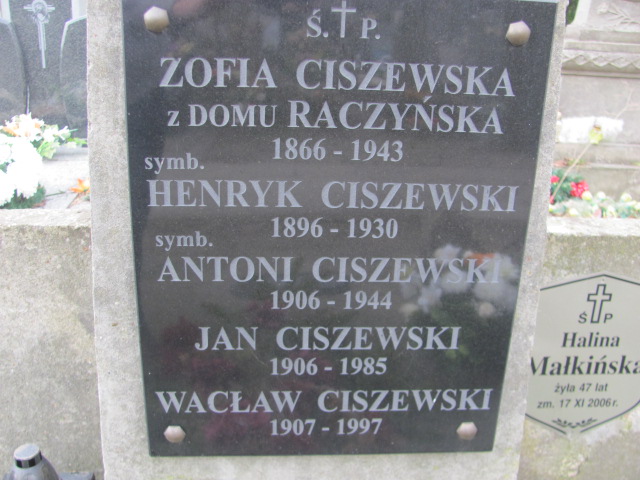 Ś. P.
ZOFIA CISZEWSKA
Z DOMU RACZYŃSKA
1866 - 1943
symb.
HENRYK CISZEWSKI
1896 - 1930
symb.
ANTONI CISZEWSKI
1906 - 1944
JAN CISZEWSKI
1906 - 1985
WACŁAW CISZEWSKI
1907 - 1997
Ś P
Halina
Małkińska
żyła 47 lat
zm. 17 XI 2006 r.